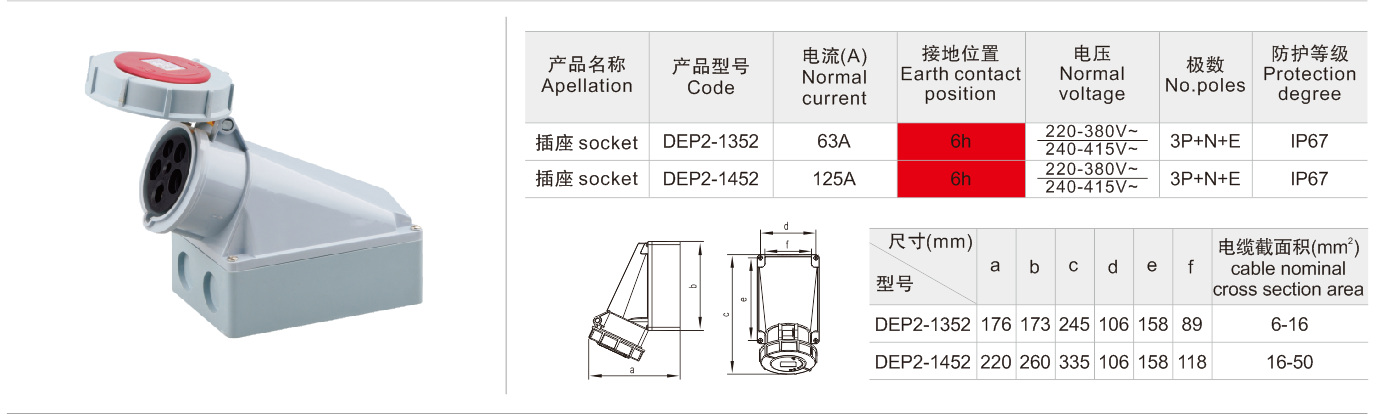 产品名称 Apellation
产品型号 Code
电流(A) Normal current
接地位置 Earth contact position
电压 Normal voltage
极数 No.poles
防护等级 Protection degree
插座 socket DEP2-1352 63A 6h 220-380V~ 240-415V~ 3P+N+E IP67
插座 socket DEP2-1452 125A 6h 220-380V~ 240-415V~ 3P+N+E IP67
d
f
b
e
c
a
尺寸(mm)
型号
a b c d e f
电缆截面积(mm²)
cable nominal
cross section area
DEP2-1352 176 173 245 106 158 89 6-16
DEP2-1452 220 260 335 106 158 118 16-50